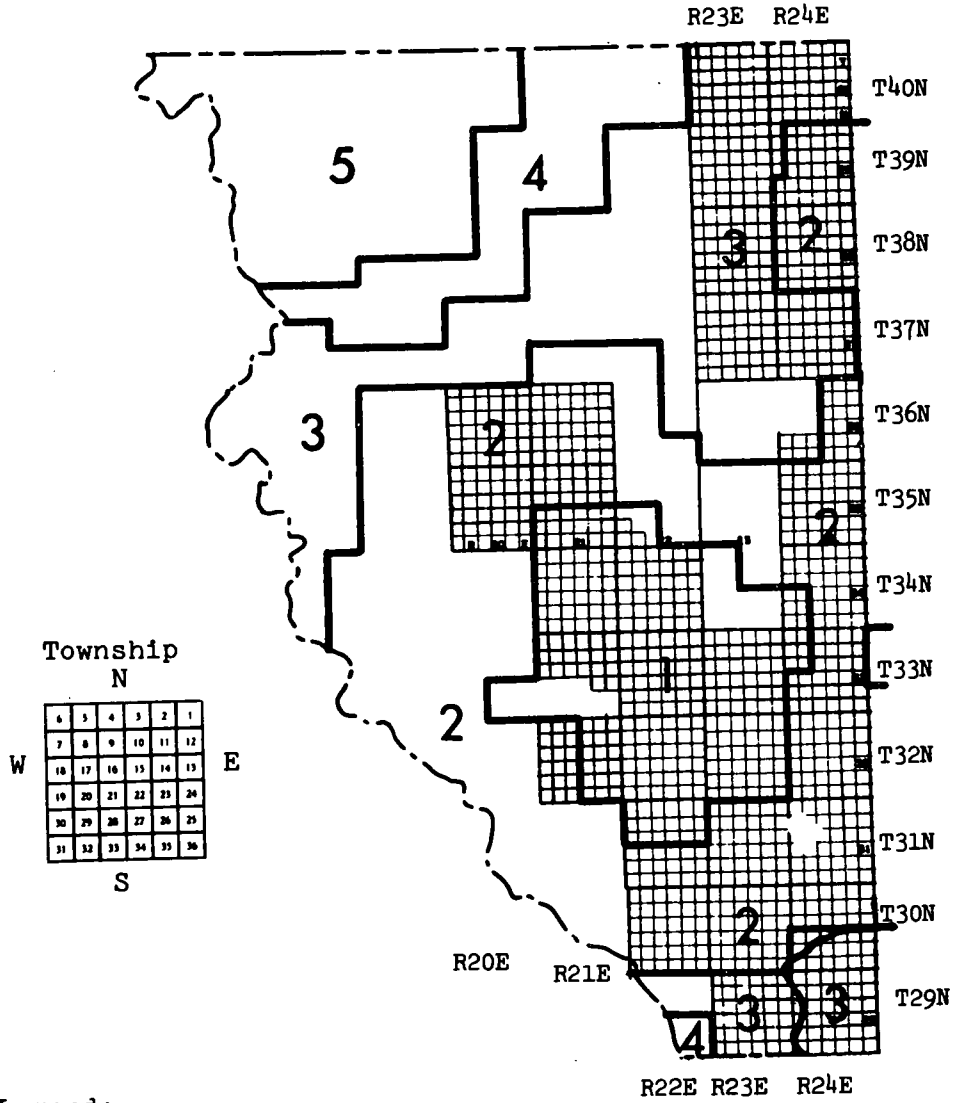 R23E R24E
T40N
T39N
5
4
3 2
T38N
T37N
T36N
3
2
T35N
2
T34N
Township
N
T33N
1
6 5 4 3 2 1
7 8 9 10 11 12
W 18 17 16 15 14 13 E
19 20 21 22 23 24
30 29 28 27 26 25
31 32 33 34 35 36
S
2
T32N
T31N
T30N
2
R20E
R21E
T29N
3 3
4
R22E R23E R24E